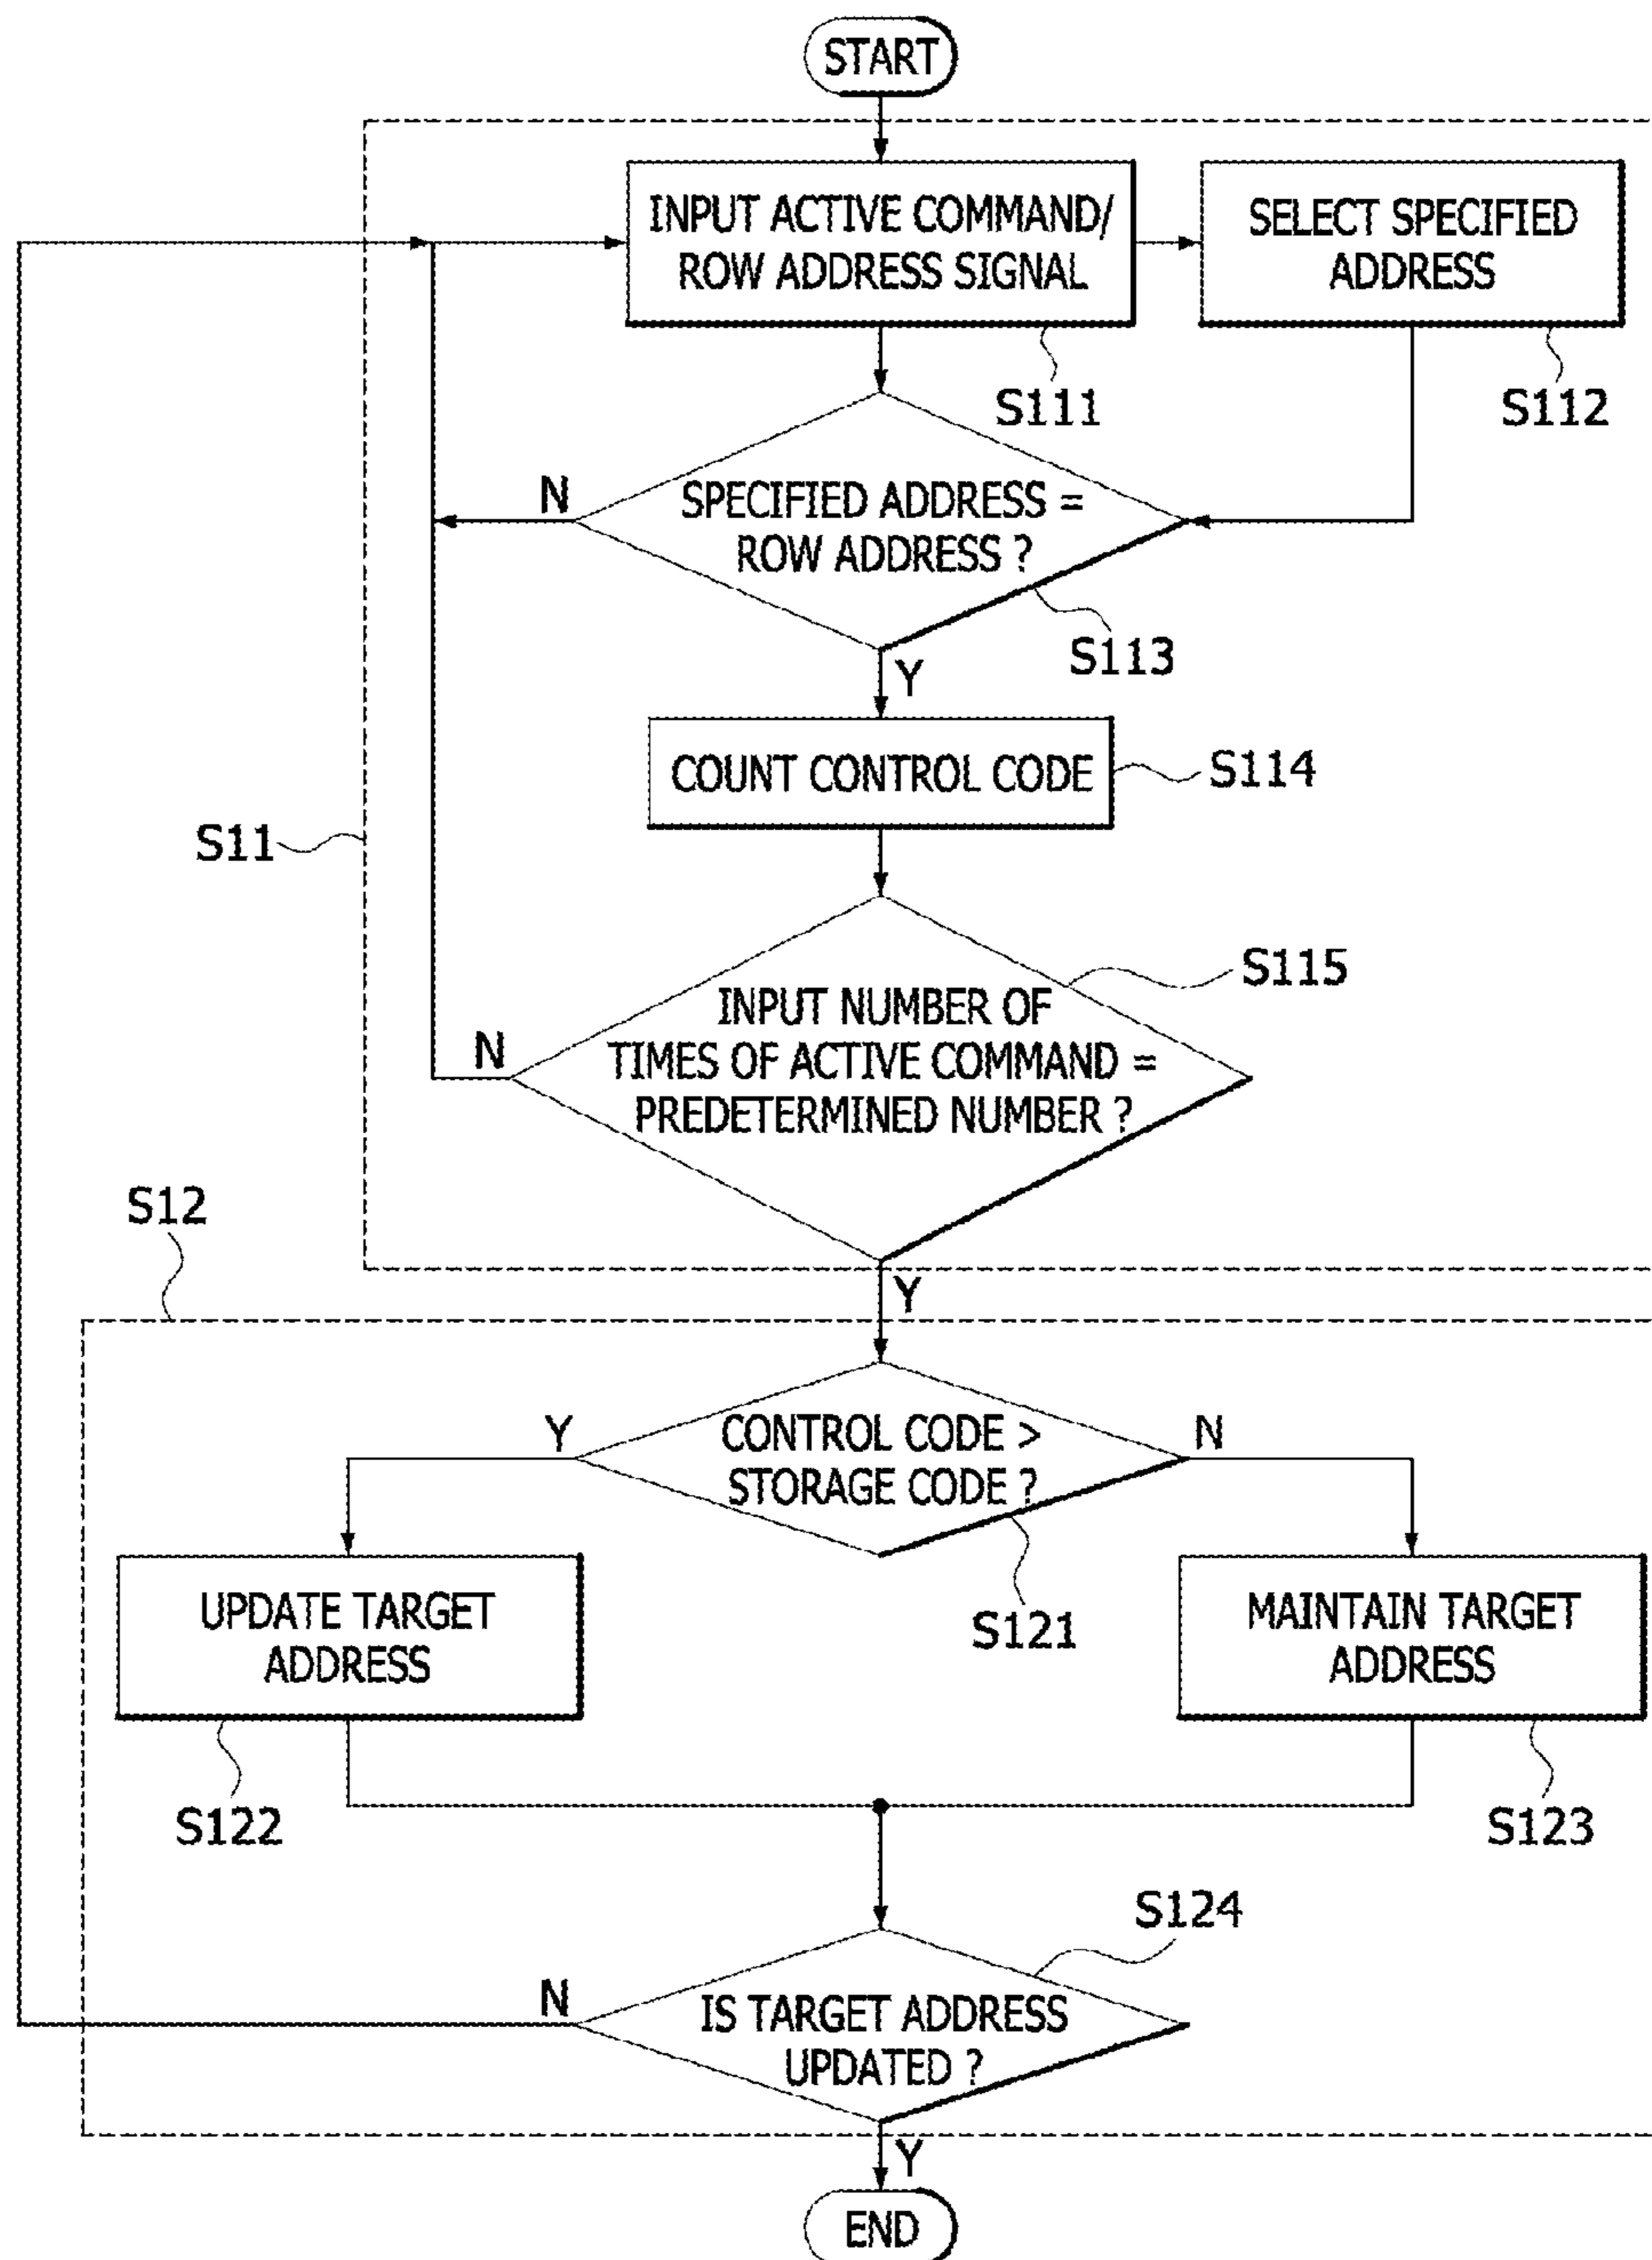 START
INPUT ACTIVE COMMAND/
ROW ADDRESS SIGNAL
SELECT SPECIFIED
ADDRESS
S111
S112
SPECIFIED ADDRESS =
ROW ADDRESS ?
N
S113
Y
COUNT CONTROL CODE
S114
S11
S115
INPUT NUMBER OF
TIMES OF ACTIVE COMMAND =
PREDETERMINED NUMBER ?
N
S12
Y
CONTROL CODE >
STORAGE CODE ?
Y
N
S121
UPDATE TARGET
ADDRESS
MAINTAIN TARGET
ADDRESS
S122
S123
S124
IS TARGET ADDRESS
UPDATED ?
N
Y
END